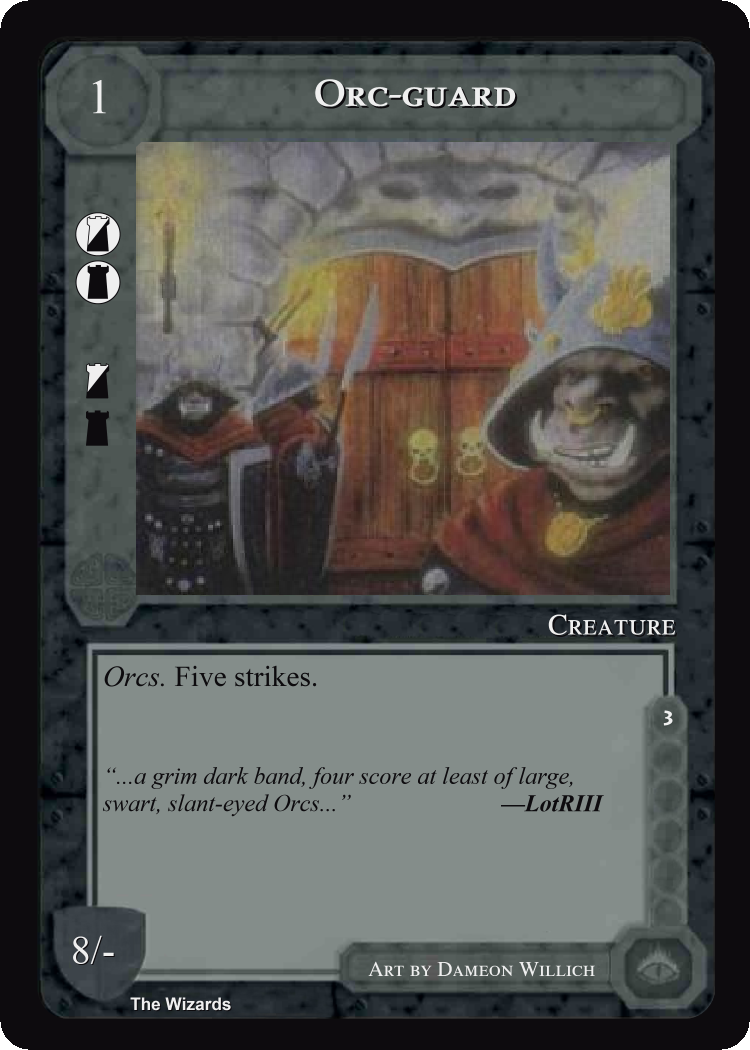 1
Orc-guard
Creature
Orcs. Five strikes.
3
“...a grim dark band, four score at least of large,
swart, slant-eyed Orcs...” —LotRIII
8/-
Art by Dameon Willich
The Wizards